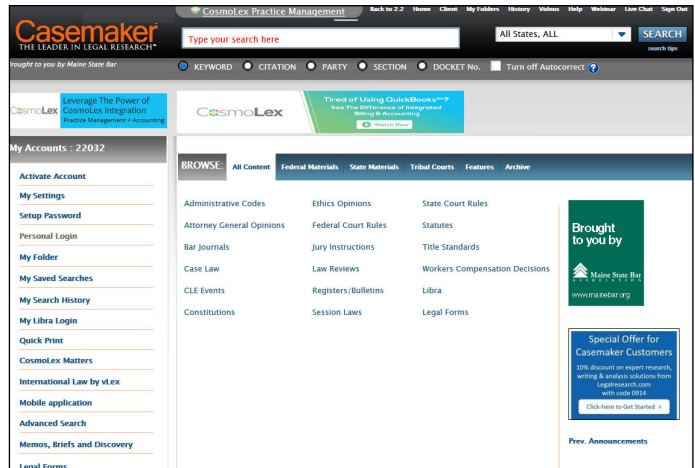 CosmoLex Practice Management Back to 2.2 Home Client My Folders History Videos Help Webinar Live Chat Sign Out
Casemaker
THE LEADER IN LEGAL RESEARCH™
Type your search here
All States, ALL
SEARCH
search tips
Brought to you by Maine State Bar
KEYWORD CITATION PARTY SECTION DOCKET No. Turn off Autocorrect ?
CosmoLex
Leverage The Power of
CosmoLex Integration
Practice Management + Accounting
CosmoLex
Tired of Using QuickBooks™?
See The Difference of Integrated
Billing & Accounting
Watch Now
My Accounts : 22032
Activate Account
My Settings
Setup Password
Personal Login
My Folder
My Saved Searches
My Search History
My Libra Login
Quick Print
CosmoLex Matters
International Law by vLex
Mobile application
Advanced Search
Memos, Briefs and Discovery
Legal Forms
BROWSE: All Content Federal Materials State Materials Tribal Courts Features Archive
Administrative Codes Ethics Opinions State Court Rules
Attorney General Opinions Federal Court Rules Statutes
Bar Journals Jury Instructions Title Standards
Case Law Law Reviews Workers Compensation Decisions
CLE Events Registers/Bulletins Libra
Constitutions Session Laws Legal Forms
Brought
to you by
Maine State Bar
ASSOCIATION
www.mainebar.org
Special Offer for
Casemaker Customers
10% discount on expert research,
writing & analysis solutions from
Legalresearch.com
with code 0914
Click-here to Get Started >
Prev. Announcements